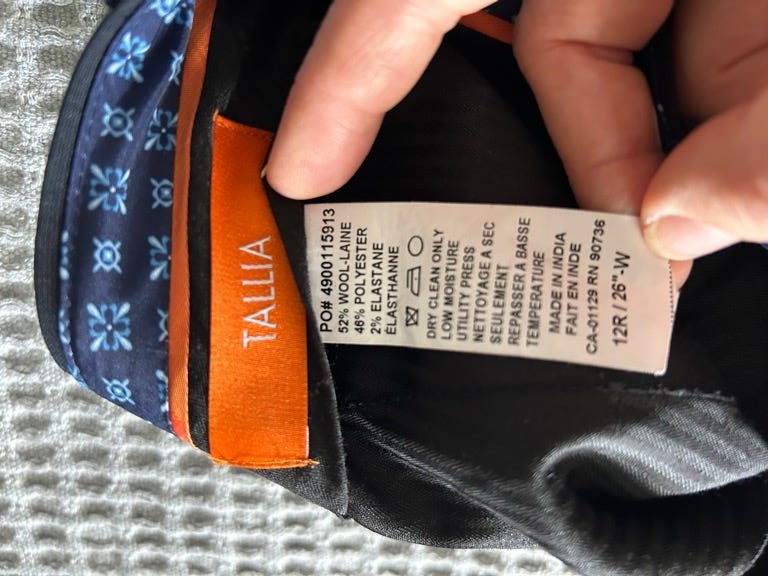 TALLIA
PO# 4900115913
52% WOOL-LAINE
46% POLYESTER
2% ELASTANE
ÉLASTHANNE
DRY CLEAN ONLY
LOW MOISTURE
UTILITY PRESS
NETTOYAGE A SEC
SEULEMENT
REPASSER A BASSE
TEMPERATURE
MADE IN INDIA
FAIT EN INDE
CA-01129 RN 90736
12R / 26"-W